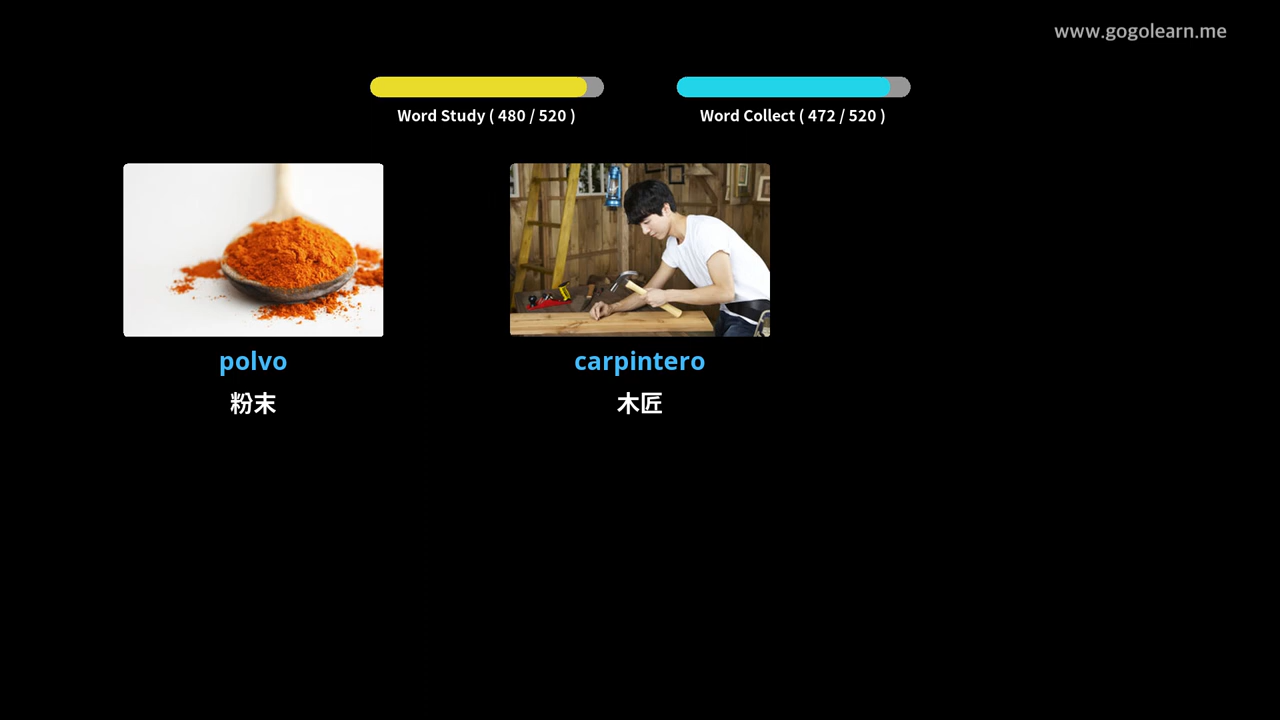 www.gogolearn.me
Word Study ( 480 / 520 )
Word Collect ( 472 / 520 )
polvo
粉末
carpintero
木匠